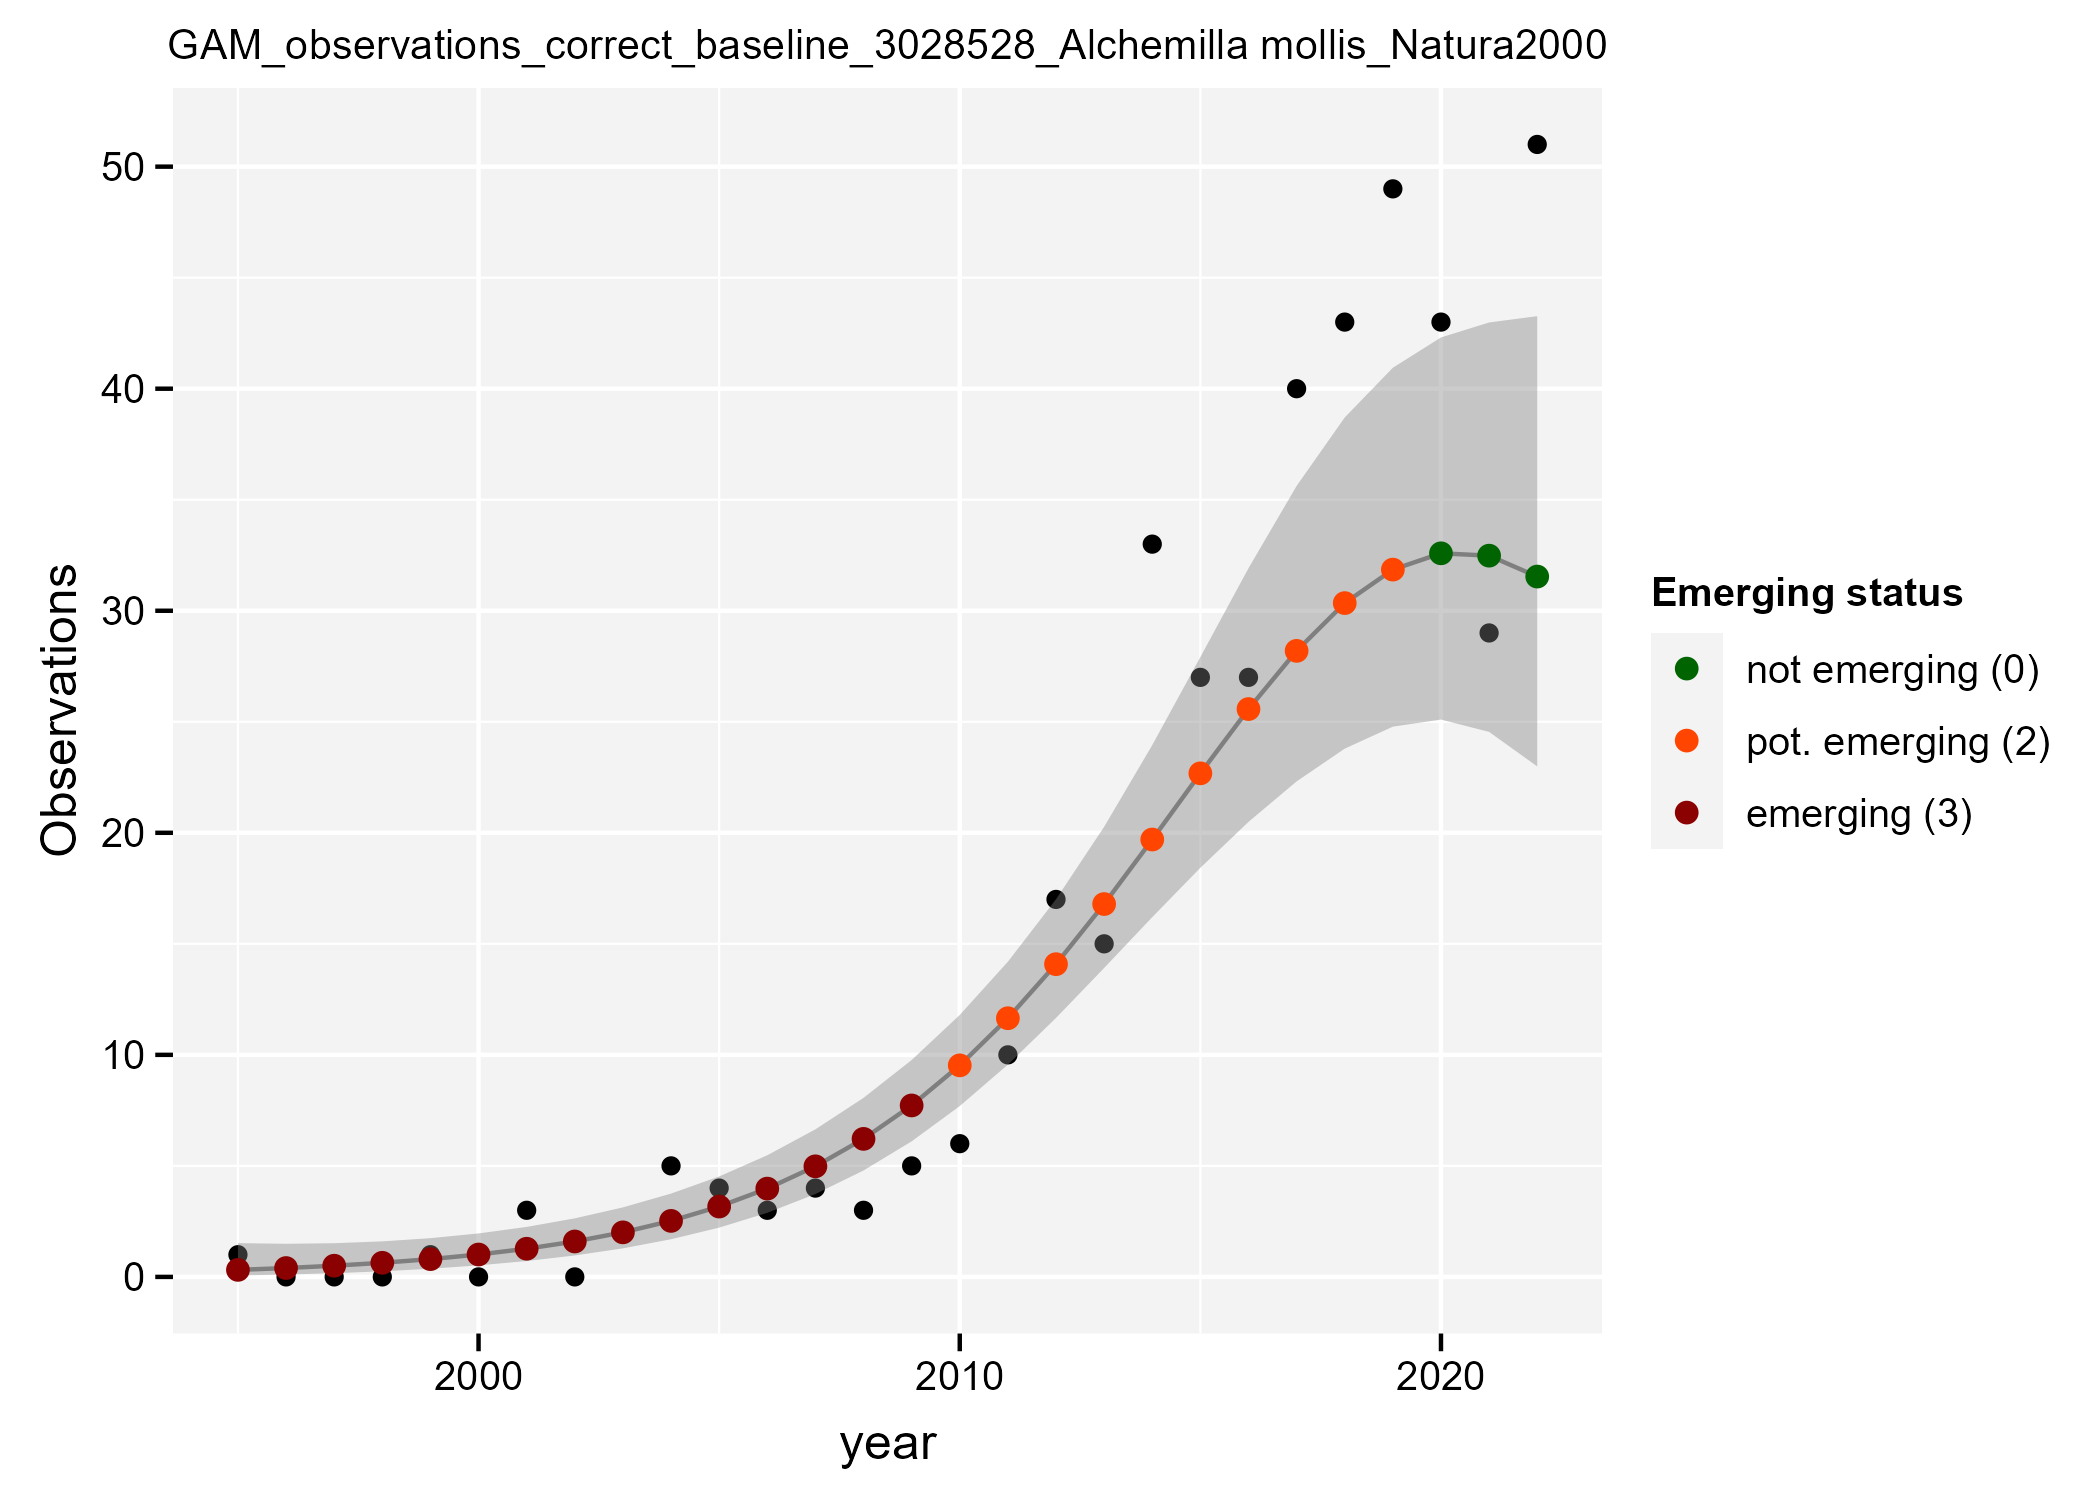 GAM_observations_correct_baseline_3028528_Alchemilla mollis_Natura2000
50
40
30
20
10
0
Observations
2000 2010 2020
year
Emerging status
not emerging (0)
pot. emerging (2)
emerging (3)